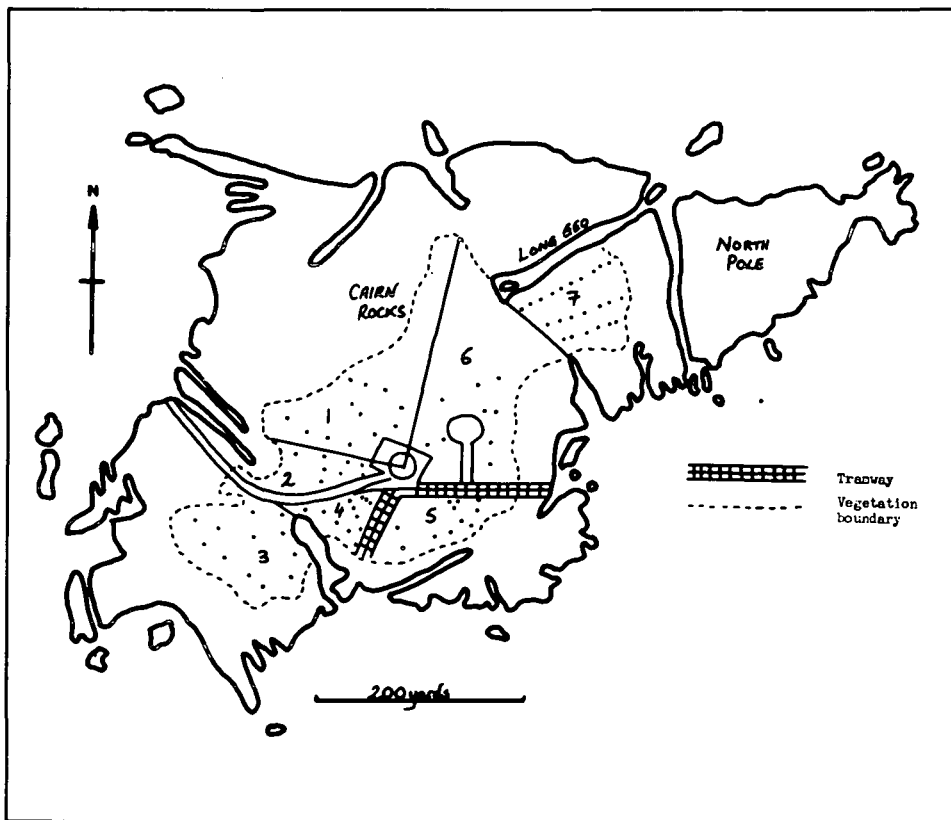 N
LONG GEO
NORTH
POLE
7
CAIRN
ROCKS
6
1
2
4
5
3
Tramway
Vegetation
boundary
200 yards